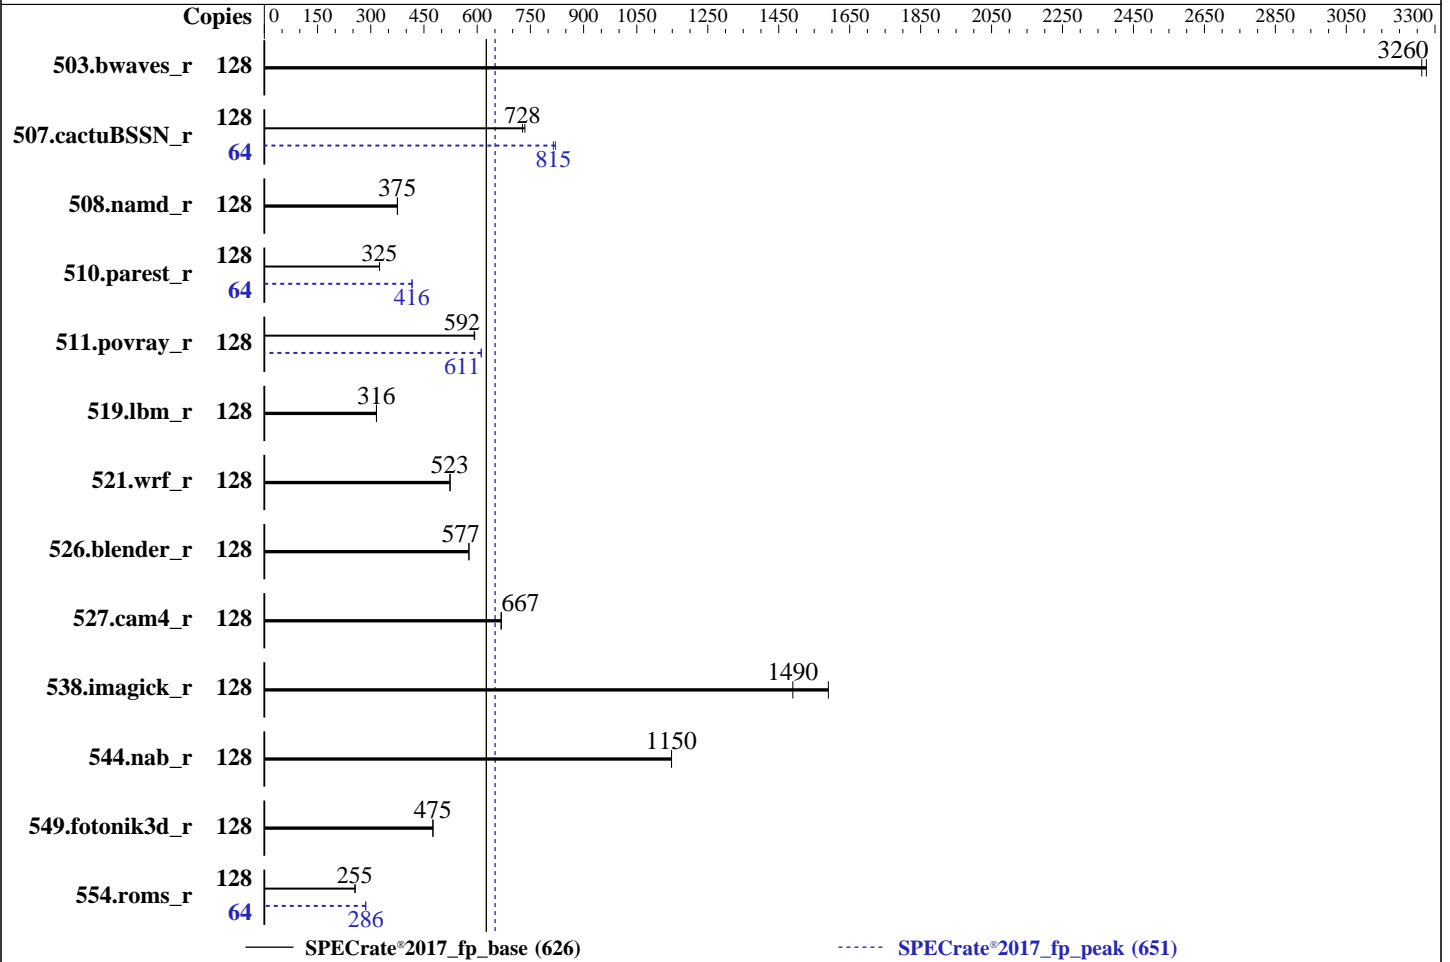 Copies 0 150 300 450 600 750 900 1050 1250 1450 1650 1850 2050 2250 2450 2650 2850 3050 3300
503.bwaves_r 128 3260
507.cactuBSSN_r 128 728
64 815
508.namd_r 128 375
510.parest_r 128 325
64 416
511.povray_r 128 592
611
519.lbm_r 128 316
521.wrf_r 128 523
526.blender_r 128 577
527.cam4_r 128 667
538.imagick_r 128 1490
544.nab_r 128 1150
549.fotonik3d_r 128 475
554.roms_r 128 255
64 286
SPECrate®2017_fp_base (626)
SPECrate®2017_fp_peak (651)